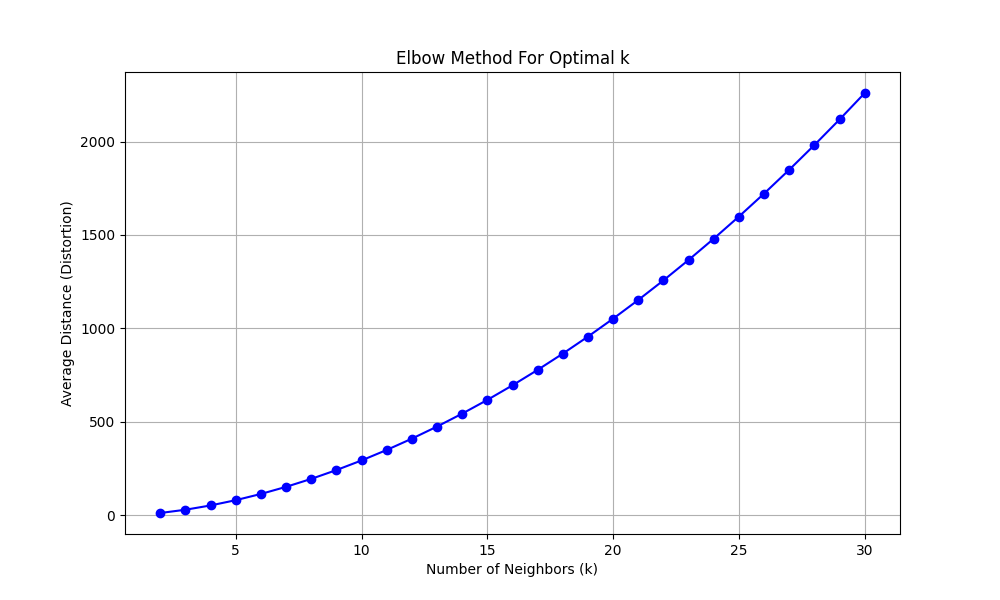 Elbow Method For Optimal k
Average Distance (Distortion)
2000
1500
1000
500
0
5 10 15 20 25 30
Number of Neighbors (k)